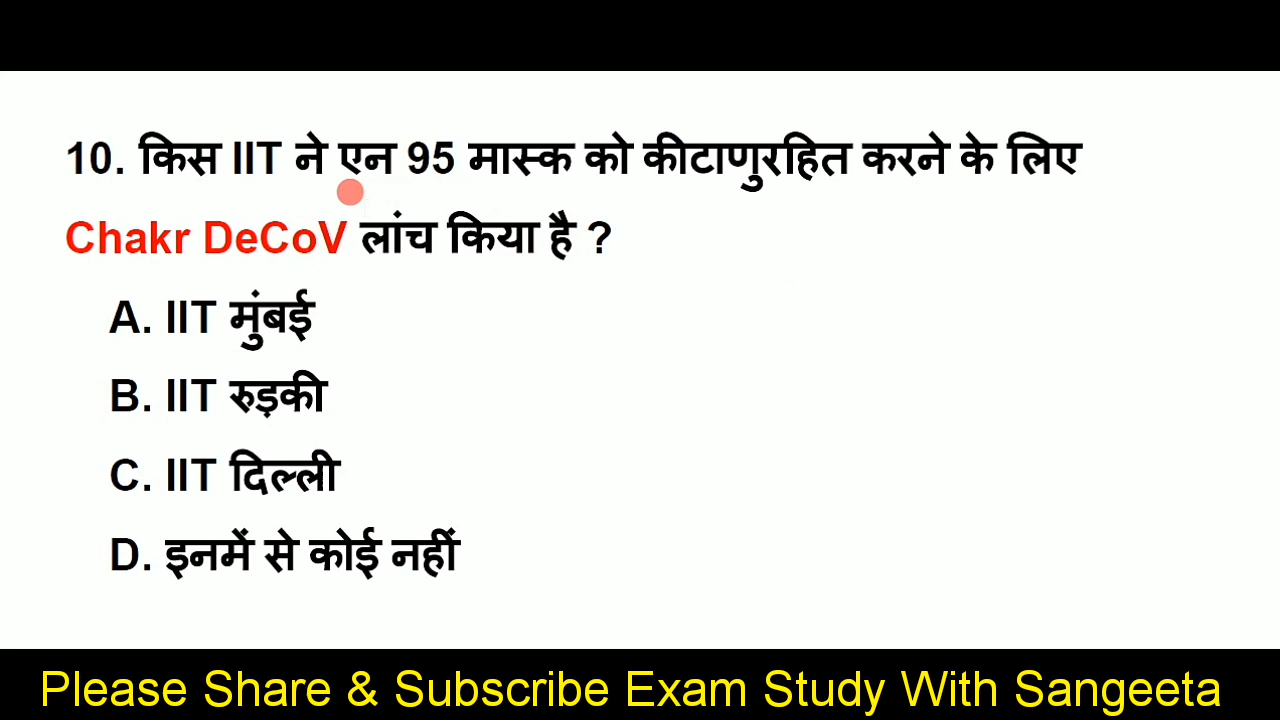 10. किस IIT ने एन 95 मास्क को कीटाणुरहित करने के लिए
Chakr DeCoV लांच किया है ?
A. IIT मुंबई
B. IIT रुड़की
C. IIT दिल्ली
D. इनमें से कोई नहीं
Please Share & Subscribe Exam Study With Sangeeta